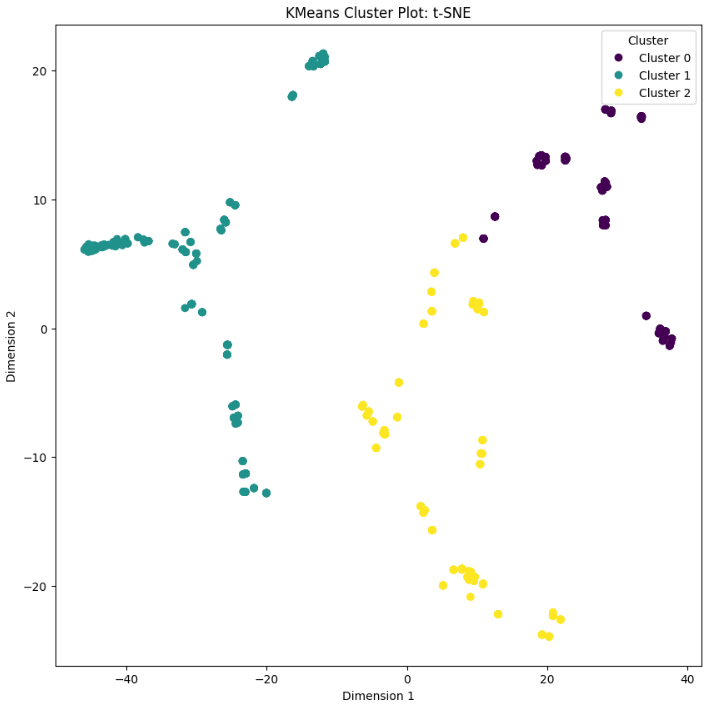 KMeans Cluster Plot: t-SNE
Cluster
Cluster 0
Cluster 1
Cluster 2
20
10
0
−10
−20
Dimension 2
−40
−20
0
20
40
Dimension 1